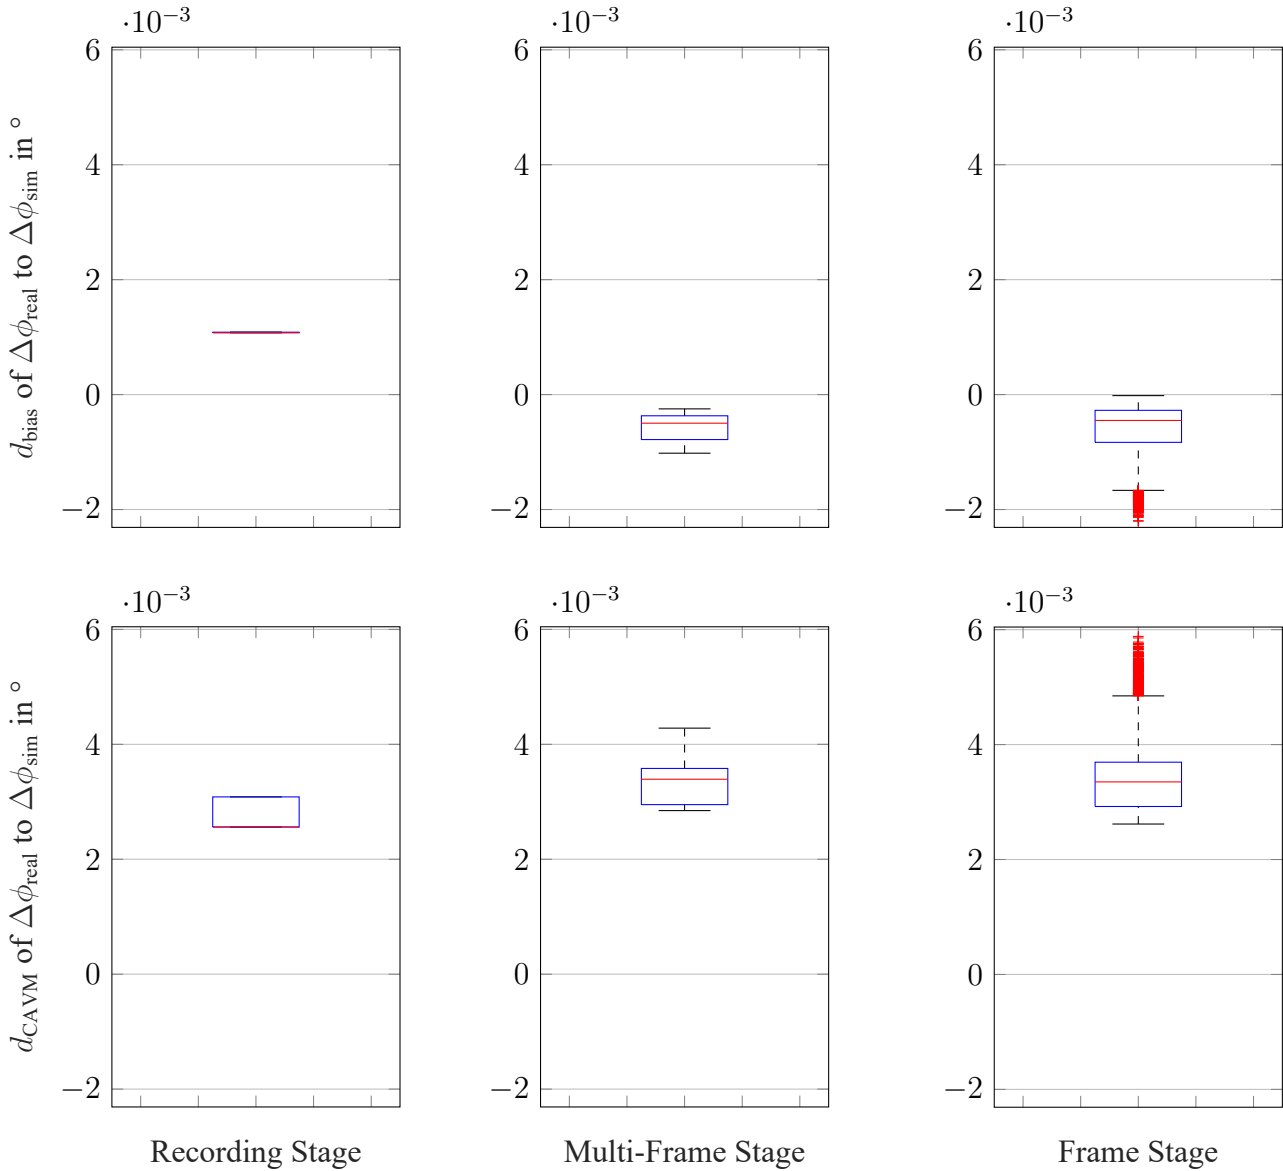 ·10⁻³ ·10⁻³ ·10⁻³
6 6 6
4 4 4
2 2 2
0 0 0
−2 −2 −2
d_bias of Δϕ_real to Δϕ_sim in °
·10⁻³ ·10⁻³ ·10⁻³
6 6 6
4 4 4
2 2 2
0 0 0
−2 −2 −2
d_CAVM of Δϕ_real to Δϕ_sim in °
Recording Stage Multi-Frame Stage Frame Stage